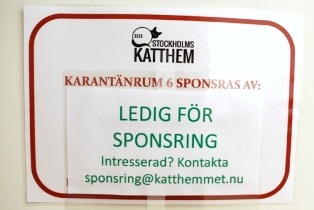 STOCKHOLMS
KATTHEM
KARANTÄNRUM 6 SPONSRAS AV:
LEDIG FÖR
SPONSRING
Intresserad? Kontakta
sponsring@katthemmet.nu